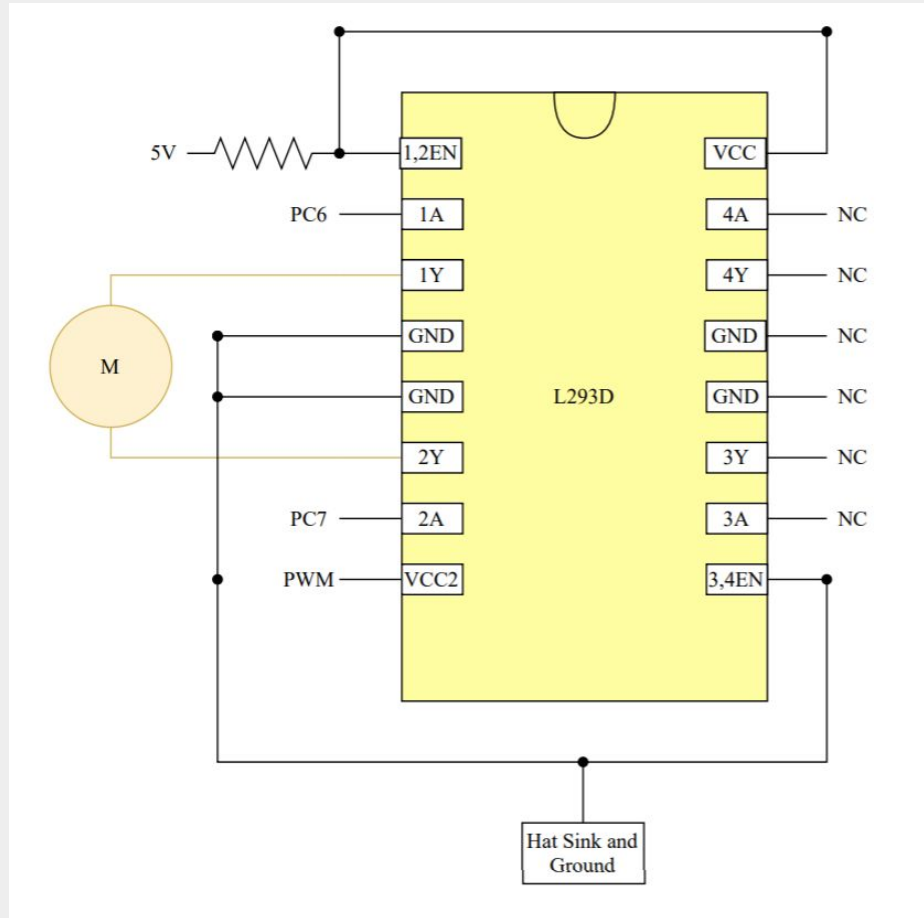 5V
1,2EN
VCC
PC6
1A
4A
NC
1Y
4Y
NC
GND
GND
NC
M
GND
L293D
GND
NC
2Y
3Y
NC
PC7
2A
3A
NC
PWM
VCC2
3,4EN
Hat Sink and
Ground